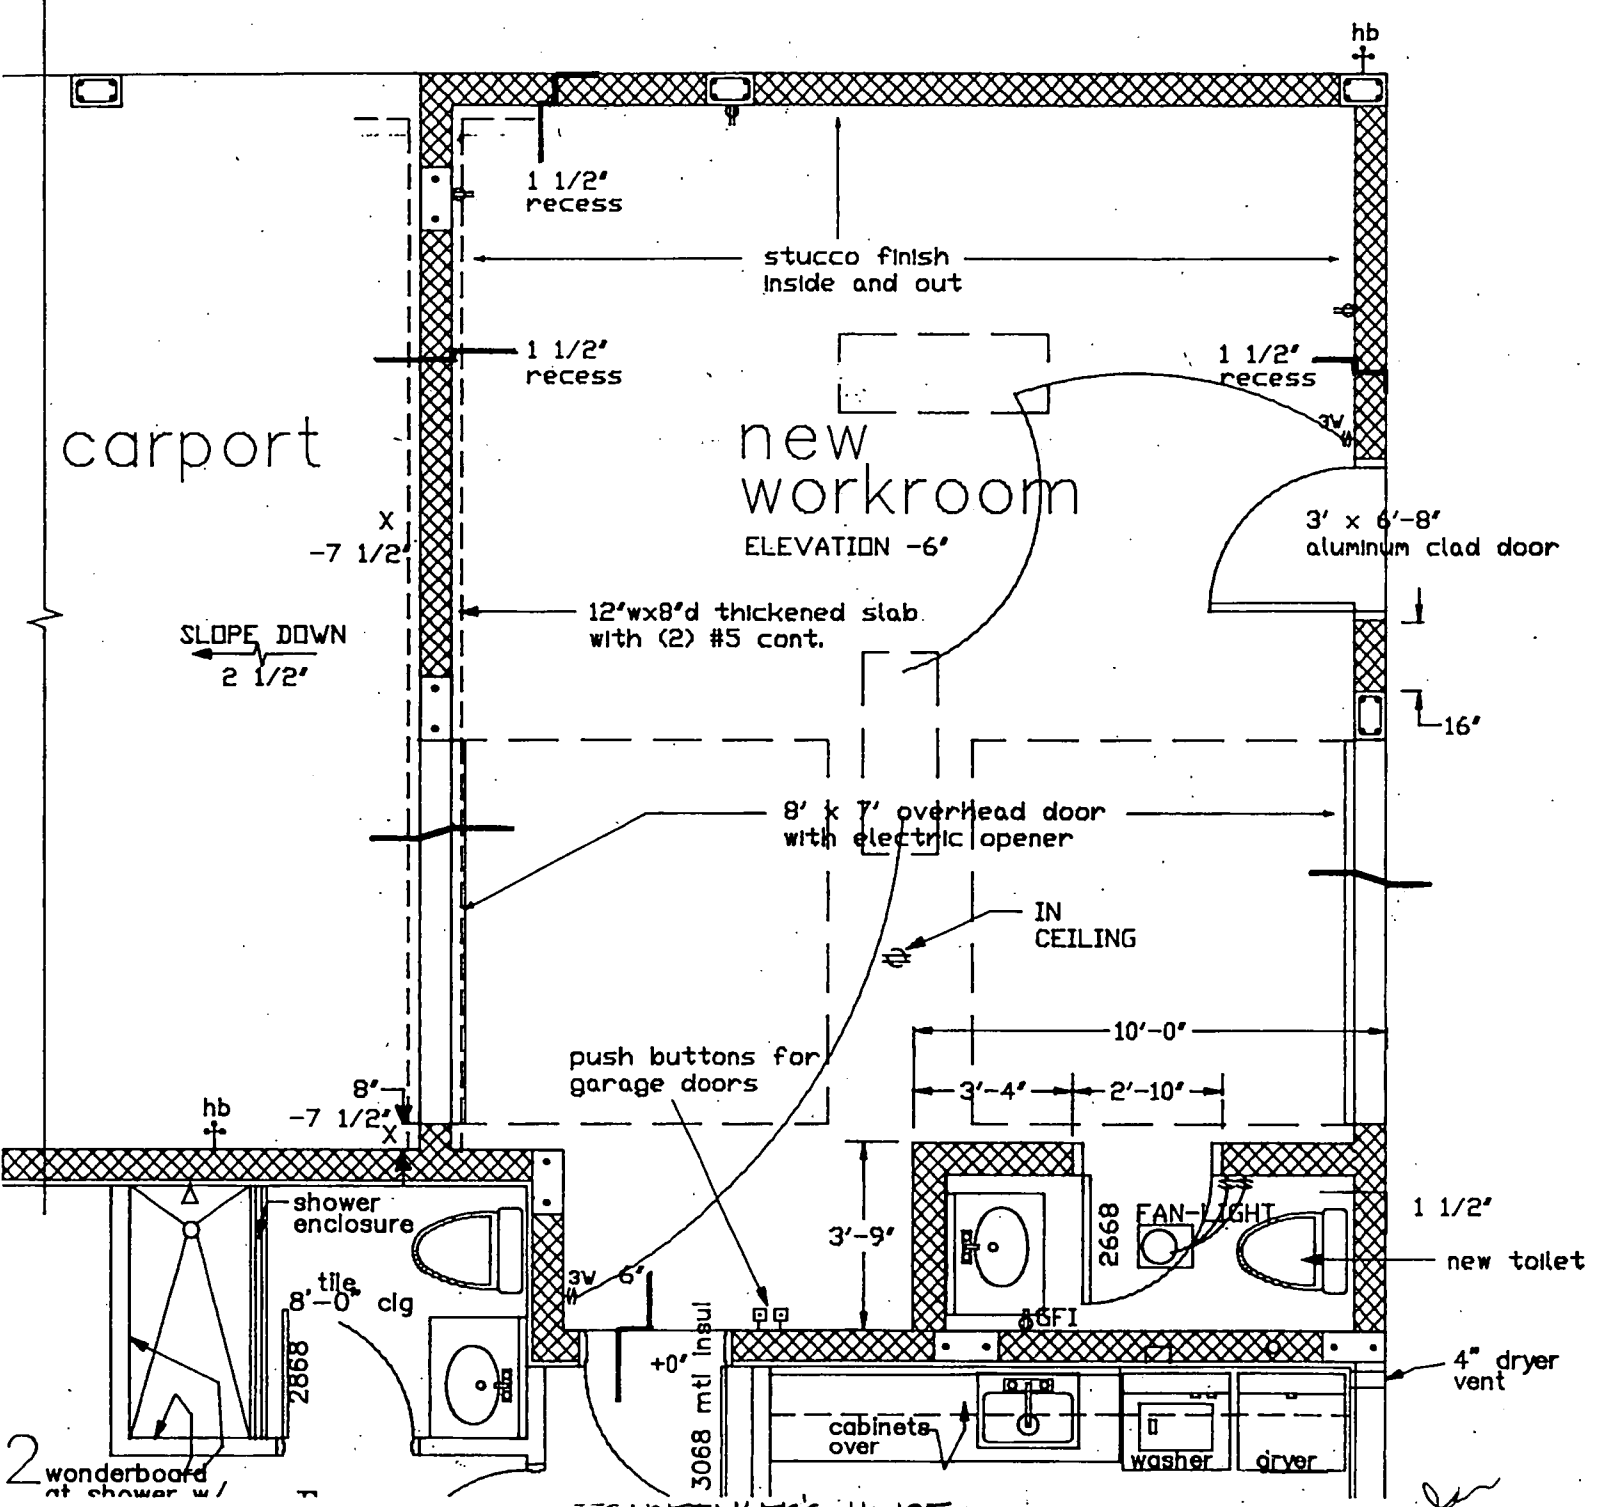 hb
1 1/2"
recess
stucco finish
inside and out
1 1/2"
recess
1 1/2"
recess
3W
carport
new
workroom
ELEVATION -6"
X
-7 1/2"
3' x 6'-8"
aluminum clad door
12"wx8"d thickened slab
with (2) #5 cont.
SLOPE DOWN
2 1/2"
16"
8' x 7' overhead door
with electric opener
IN
CEILING
10'-0"
push buttons for
garage doors
3'-4"
2'-10"
8"
hb
-7 1/2"
X
shower
enclosure
3'-9"
2668
FAN-LIGHT
1 1/2"
new toilet
tile
8'-0" clg
3W
6"
GFI
2868
+0"
3068 mtl insul
4" dryer
vent
cabinets
over
washer
dryer
2
wonderboard
at shower w/